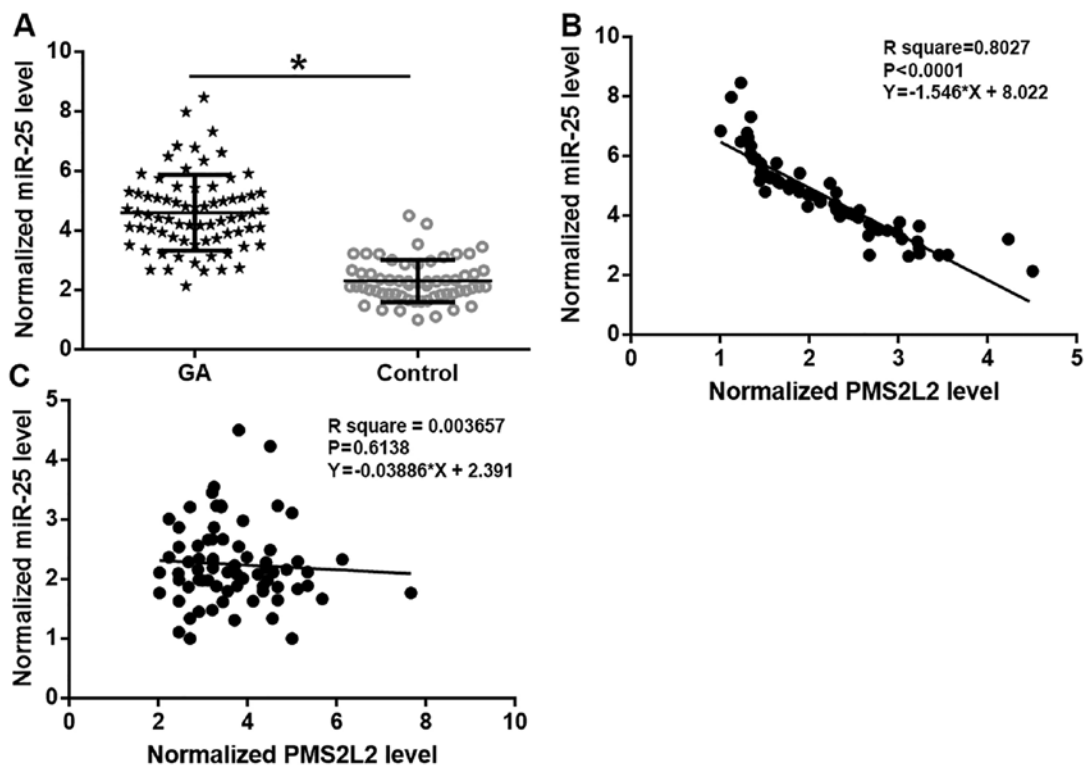 A
Normalized miR-25 level
10
8
6
4
2
0
*
GA
Control
B
Normalized miR-25 level
10
8
6
4
2
0
R square=0.8027
P<0.0001
Y=-1.546*X + 8.022
0
1
2
3
4
5
Normalized PMS2L2 level
C
Normalized miR-25 level
5
4
3
2
1
0
R square = 0.003657
P=0.6138
Y=-0.03886*X + 2.391
0
2
4
6
8
10
Normalized PMS2L2 level